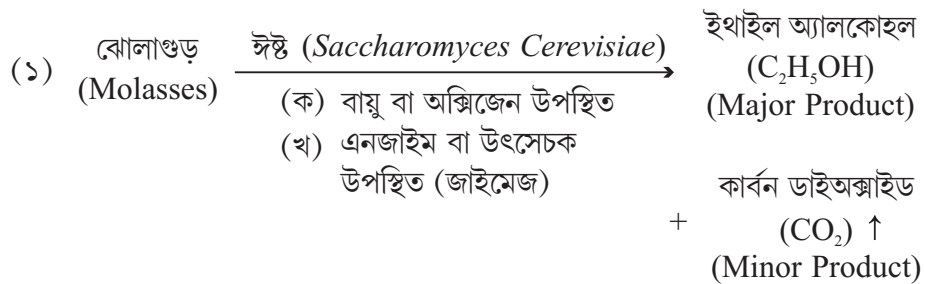 (১) ঝোলাগুড় ঈষ্ট (Saccharomyces Cerevisiae) ইথাইল অ্যালকোহল
(Molasses) (C₂H₅OH)
(ক) বায়ু বা অক্সিজেন উপস্থিত (Major Product)
(খ) এনজাইম বা উৎসেচক
উপস্থিত (জাইমেজ) কার্বন ডাইঅক্সাইড
+ (CO₂) ↑
(Minor Product)